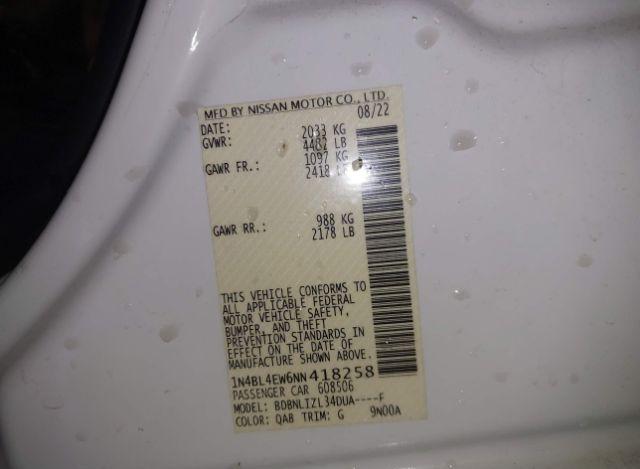 MFD BY NISSAN MOTOR CO., LTD.
DATE: 08/22
GVWR: 2033 KG
4482 LB
GAWR FR.: 1097 KG
2418 LB
GAWR RR.: 988 KG
2178 LB
THIS VEHICLE CONFORMS TO
ALL APPLICABLE FEDERAL
MOTOR VEHICLE SAFETY,
BUMPER, AND THEFT
PREVENTION STANDARDS IN
EFFECT ON THE DATE OF
MANUFACTURE SHOWN ABOVE.
1N4BL4EW6NN418258
PASSENGER CAR 608506
MODEL: BDBNLIZL34DUA----F
COLOR: QAB TRIM: G 9N00A